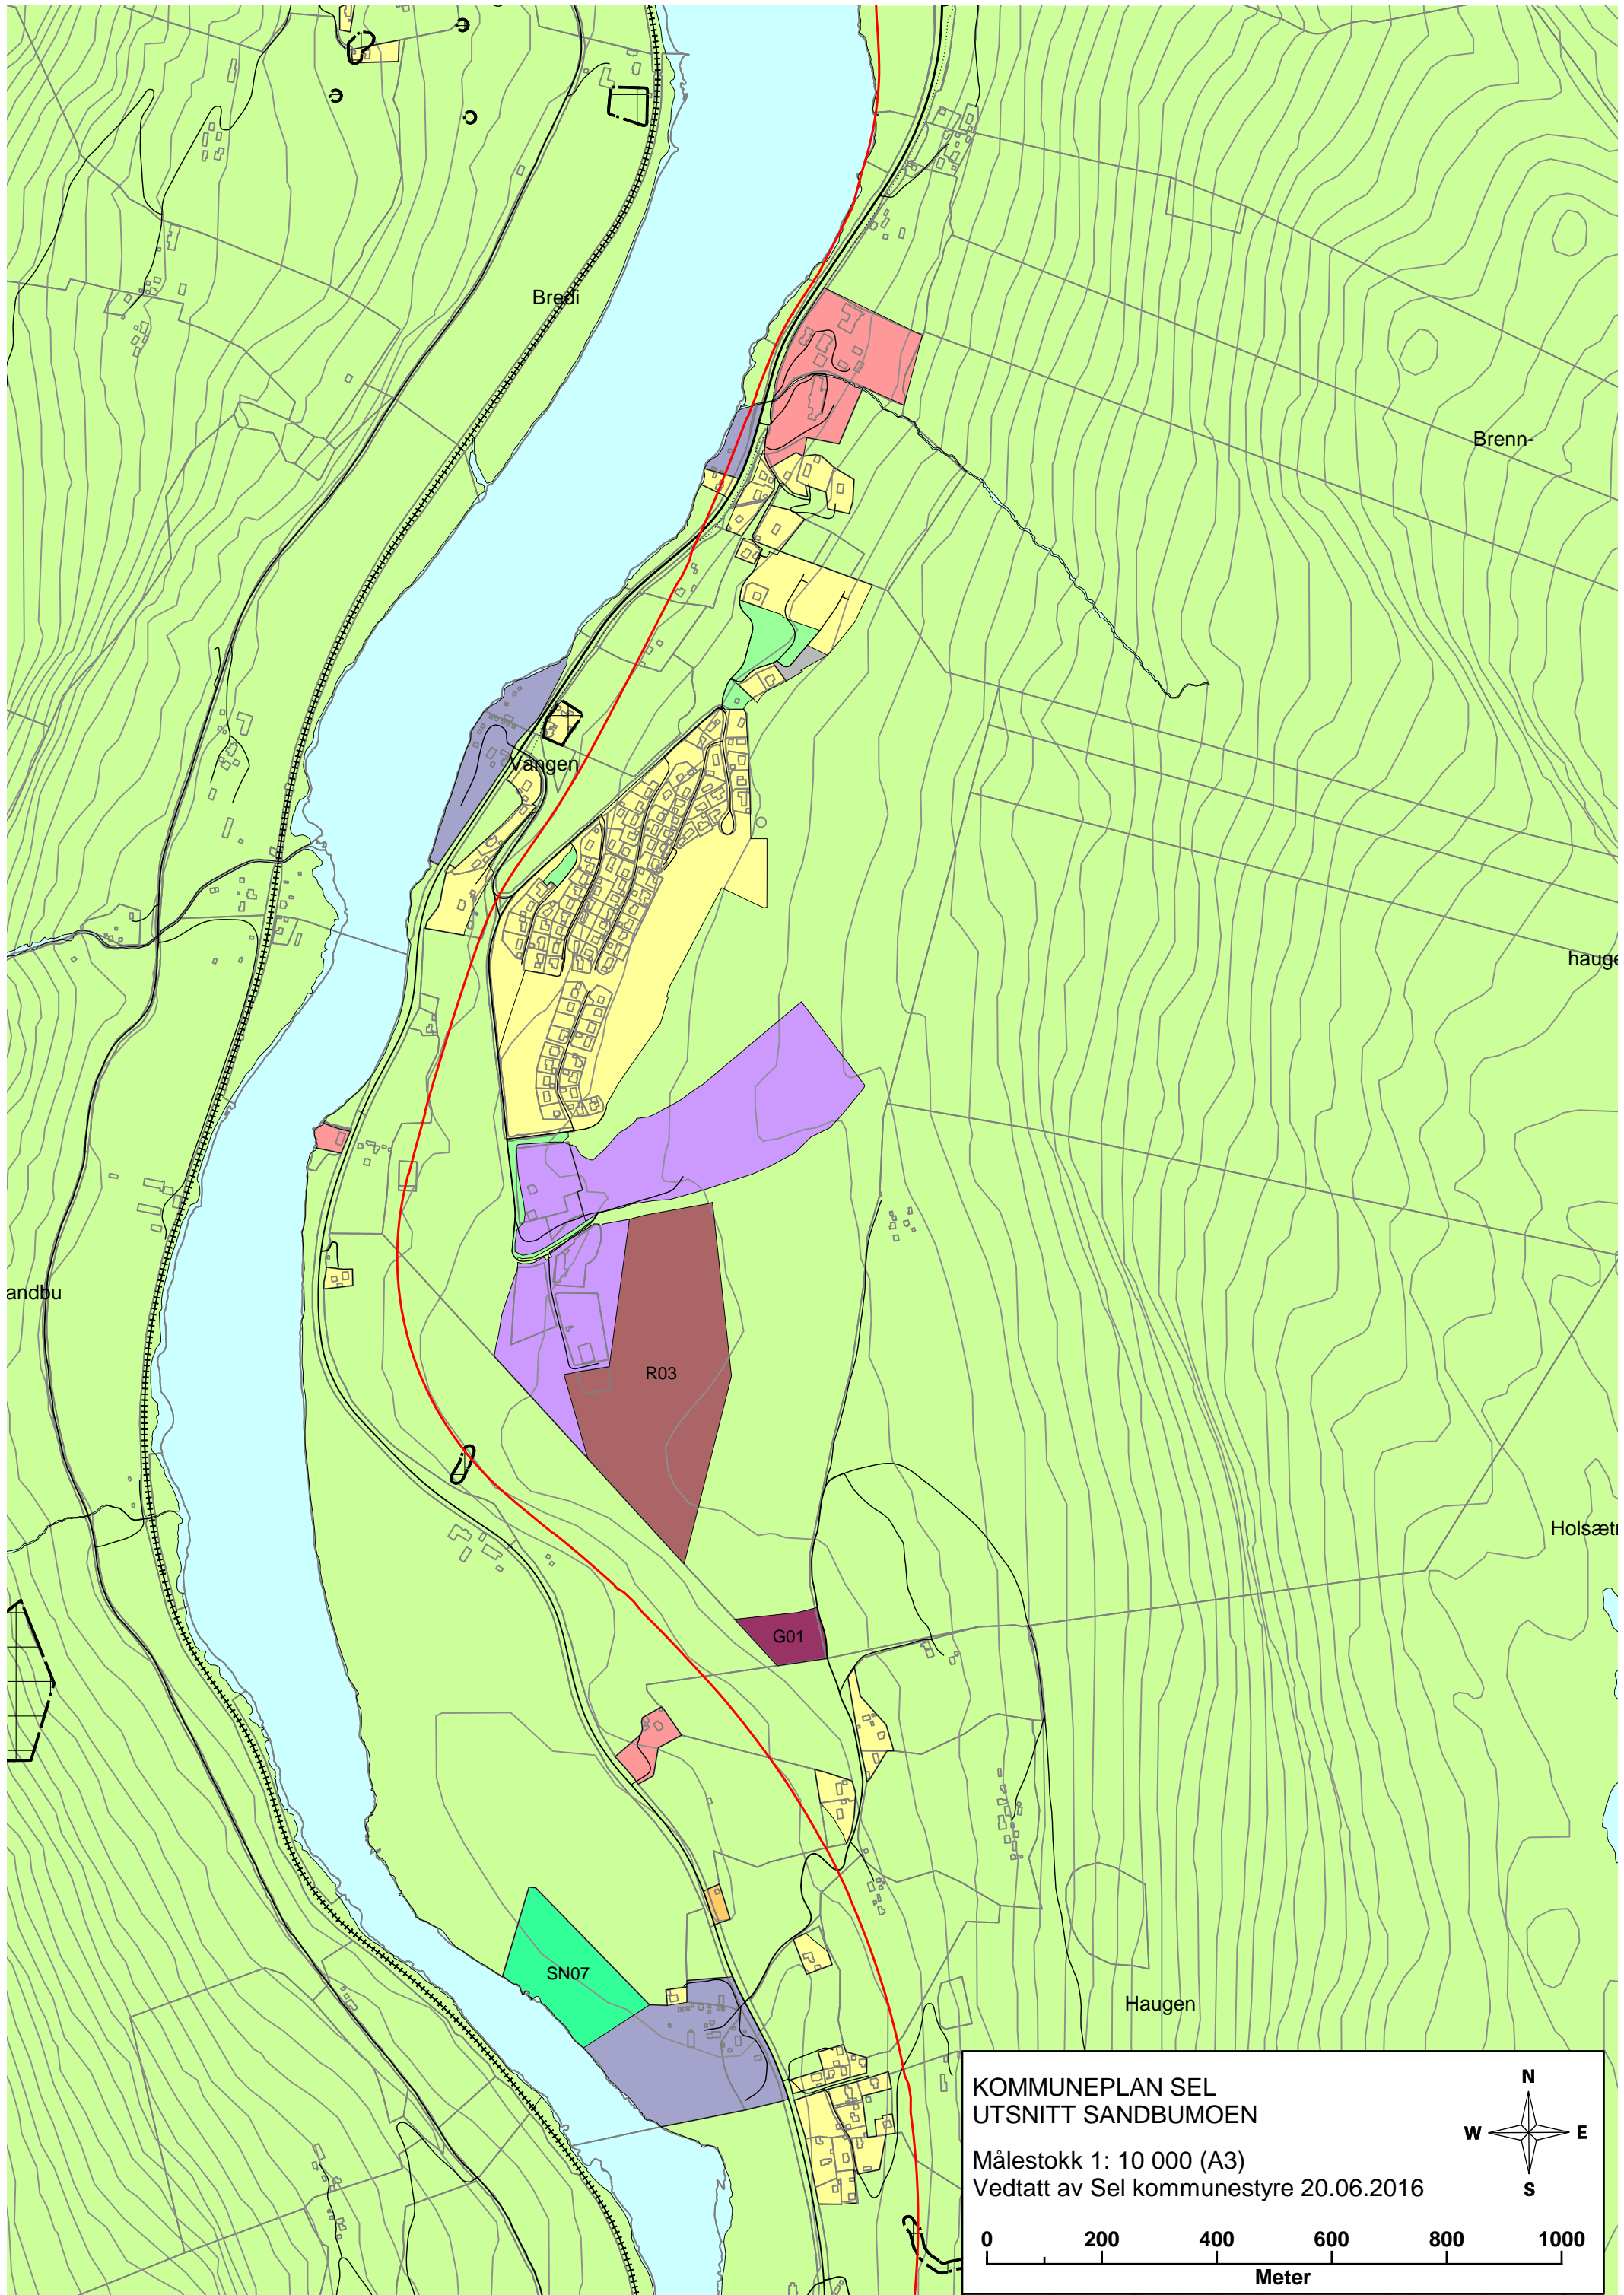 Bredi
Brenn-
Vangen
hauge
andbu
R03
Holsætr
G01
SN07
Haugen
KOMMUNEPLAN SEL
UTSNITT SANDBUMOEN
Målestokk 1: 10 000 (A3)
Vedtatt av Sel kommunestyre 20.06.2016
N
W E
S
0 200 400 600 800 1000
Meter